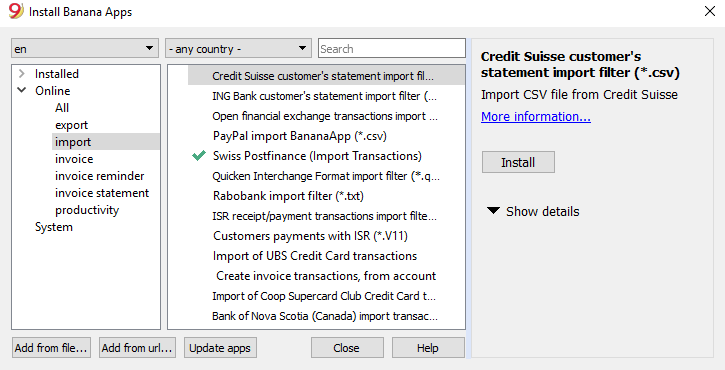 9 Install Banana Apps
en
- any country -
Search
Installed
Online
All
export
import
invoice
invoice reminder
invoice statement
productivity
System
Credit Suisse customer's statement import fil...
ING Bank customer's statement import filter (...
Open financial exchange transactions import ...
PayPal import BananaApp (*.csv)
Swiss Postfinance (Import Transactions)
Quicken Interchange Format import filter (*.q...
Rabobank import filter (*.txt)
ISR receipt/payment transactions import filte...
Customers payments with ISR (*.V11)
Import of UBS Credit Card transactions
Create invoice transactions, from account
Import of Coop Supercard Club Credit Card t...
Bank of Nova Scotia (Canada) import transac...
Credit Suisse customer's
statement import filter (*.csv)
Import CSV file from Credit Suisse
More information...
Install
Show details
Add from file...
Add from url...
Update apps
Close
Help